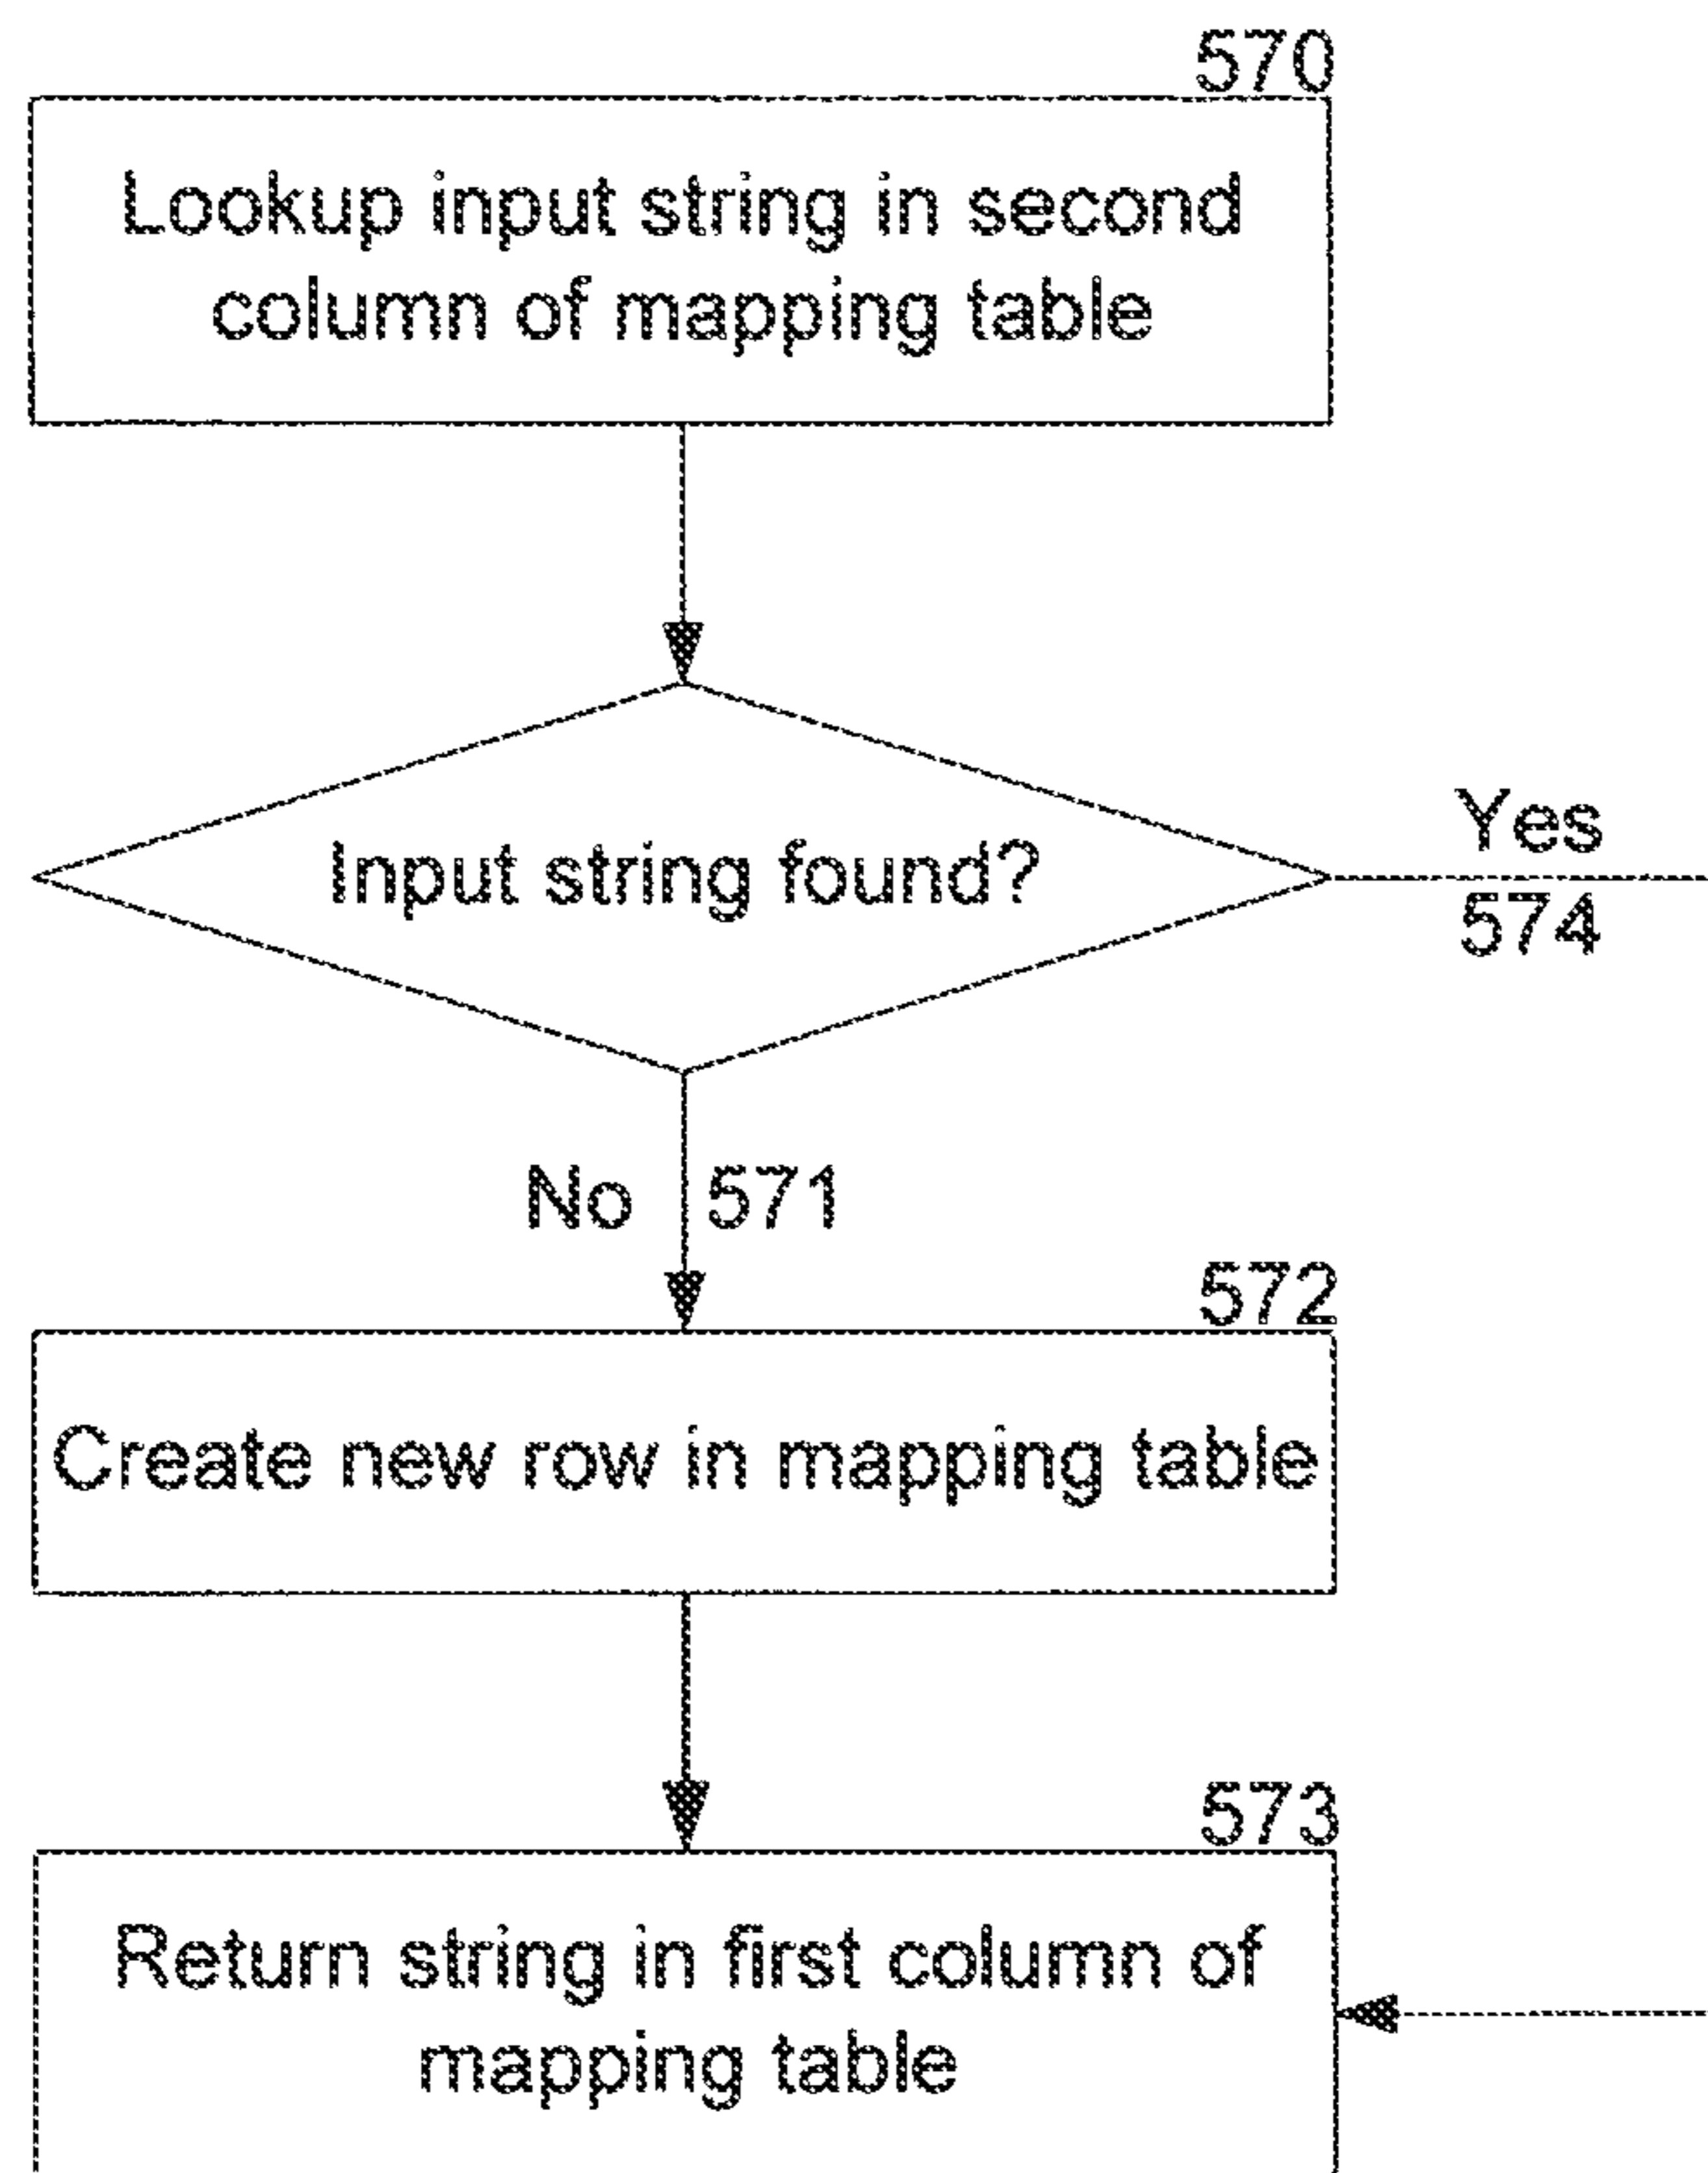 570
Lookup input string in second
column of mapping table
Input string found?
Yes
574
No 571
572
Create new row in mapping table
573
Return string in first column of
mapping table